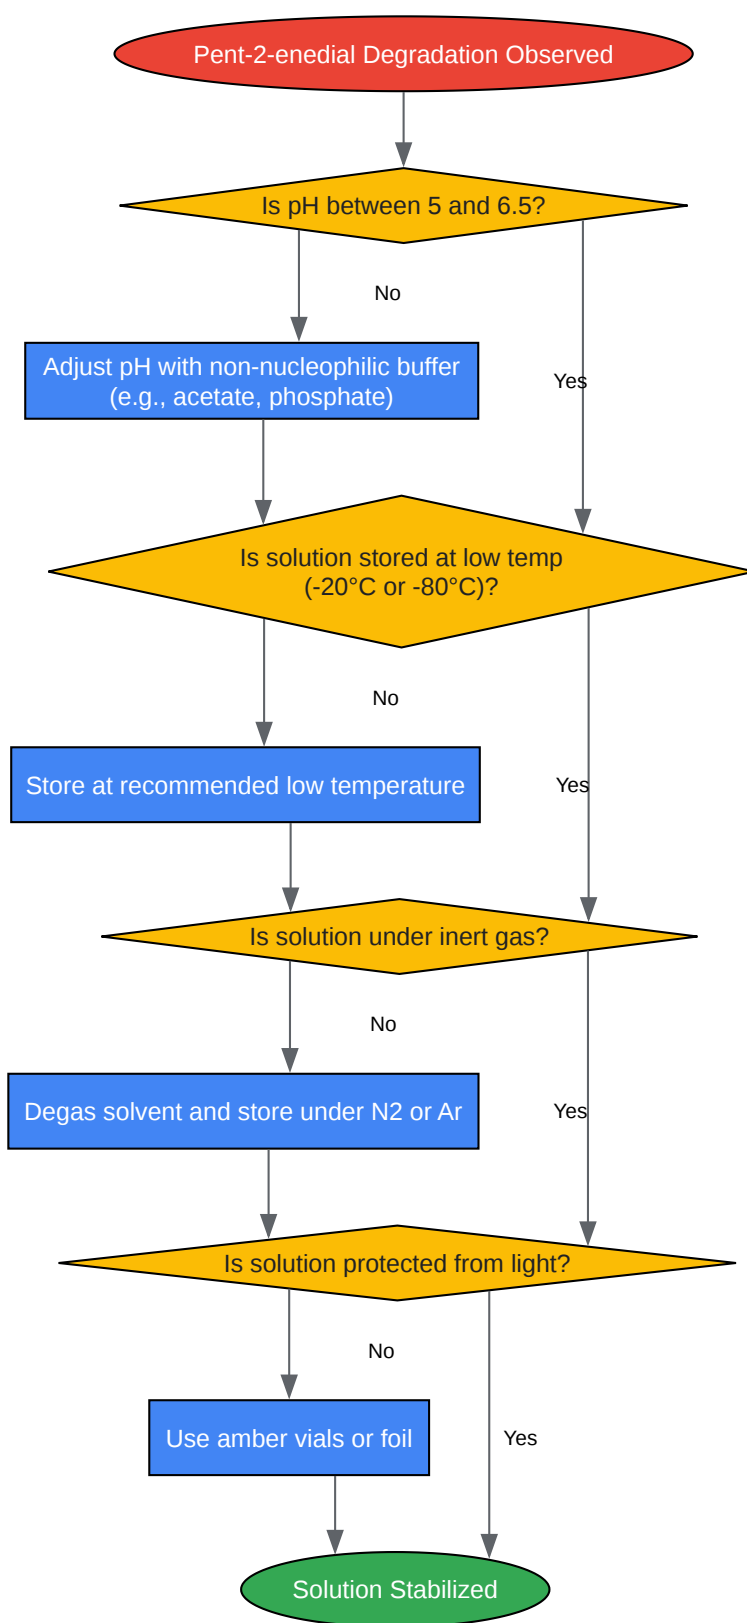 Pent-2-enedial Degradation Observed
Is pH between 5 and 6.5?
No
Adjust pH with non-nucleophilic buffer
(e.g., acetate, phosphate)
Yes
Is solution stored at low temp
(-20°C or -80°C)?
No
Store at recommended low temperature
Yes
Is solution under inert gas?
No
Degas solvent and store under N2 or Ar
Yes
Is solution protected from light?
No
Use amber vials or foil
Yes
Solution Stabilized